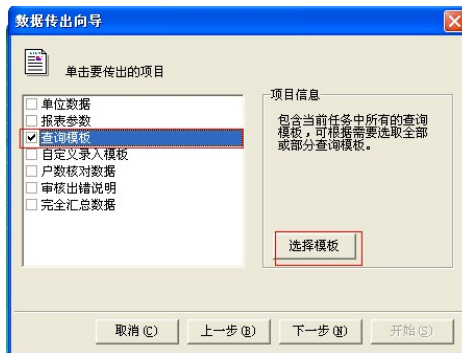 数据传出向导
单击要传出的项目
单位数据
报表参数
查询模板
自定义录入模板
户数核对数据
审核出错说明
完全汇总数据
项目信息
包含当前任务中所有的查询
模板，可根据需要选取全部
或部分查询模板。
选择模板
取消(C)
上一步(B)
下一步(N)
开始(S)